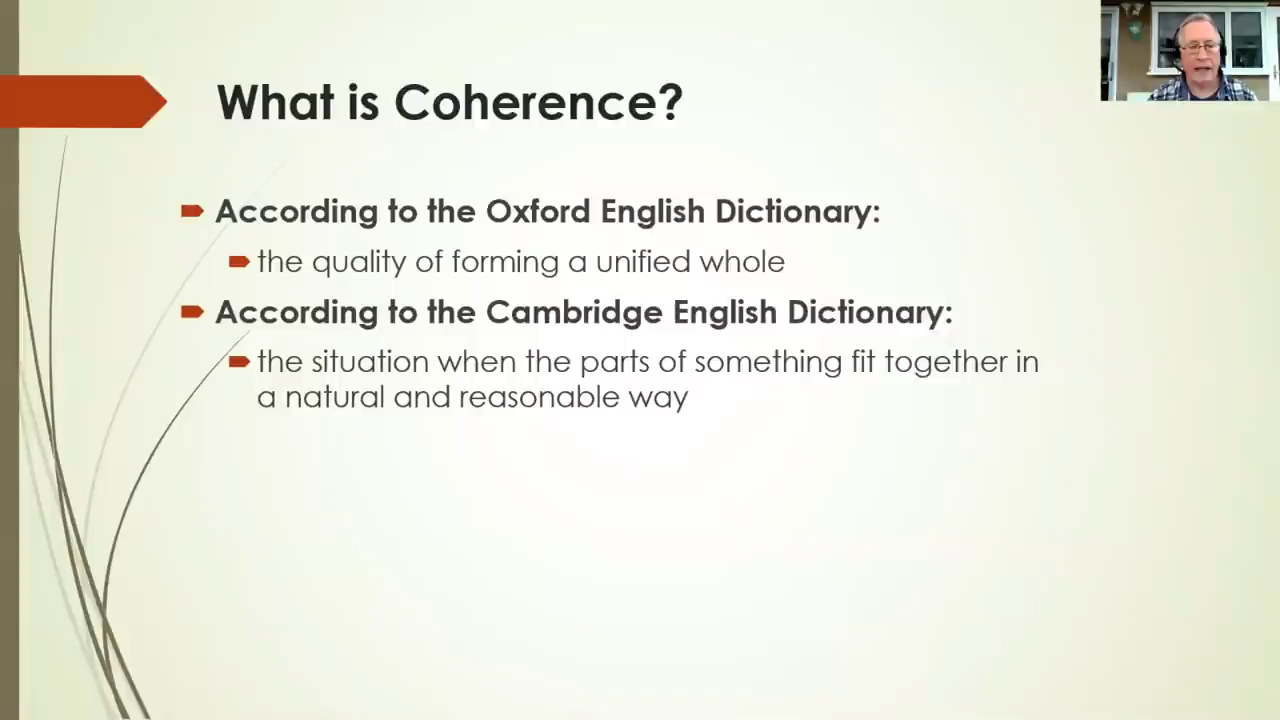 What is Coherence?
According to the Oxford English Dictionary:
the quality of forming a unified whole
According to the Cambridge English Dictionary:
the situation when the parts of something fit together in
a natural and reasonable way